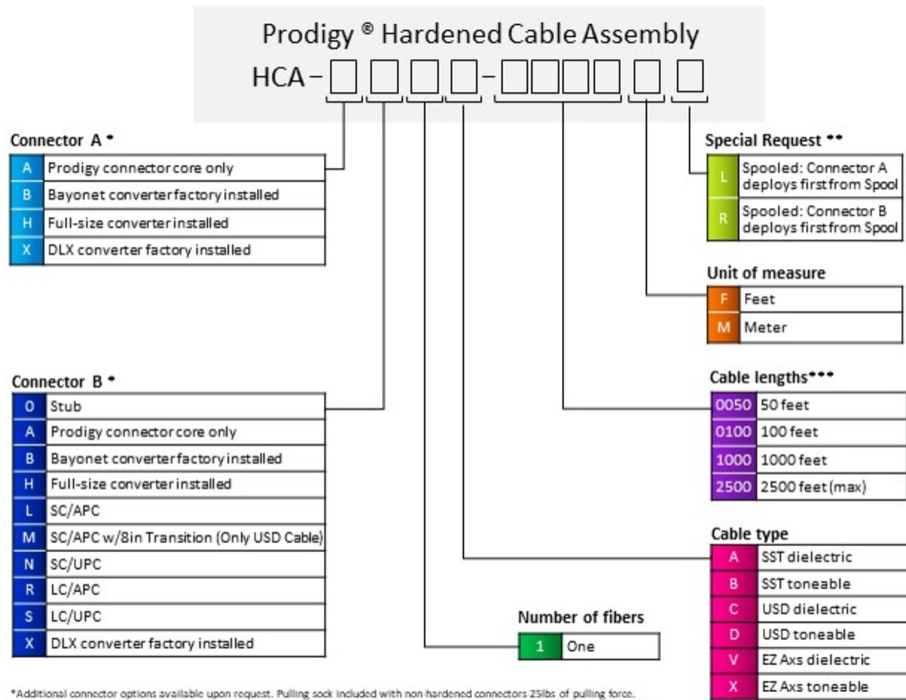 Prodigy ® Hardened Cable Assembly
HCA-
Connector A *
A Prodigy connector core only
B Bayonet converter factory installed
H Full-size converter installed
X DLX converter factory installed
Connector B *
0 Stub
A Prodigy connector core only
B Bayonet converter factory installed
H Full-size converter installed
L SC/APC
M SC/APC w/8in Transition (Only USD Cable)
N SC/UPC
R LC/APC
S LC/UPC
X DLX converter factory installed
Number of fibers
1 One
Special Request **
L Spooled: Connector A
deploys first from Spool
R Spooled: Connector B
deploys first from Spool
Unit of measure
F Feet
M Meter
Cable lengths***
0050 50 feet
0100 100 feet
1000 1000 feet
2500 2500 feet (max)
Cable type
A SST dielectric
B SST toneable
C USD dielectric
D USD toneable
V EZ Axs dielectric
X EZ Axs toneable
*Additional connector options available upon request. Pulling sock included with non hardened connectors 25lbs of pulling force.